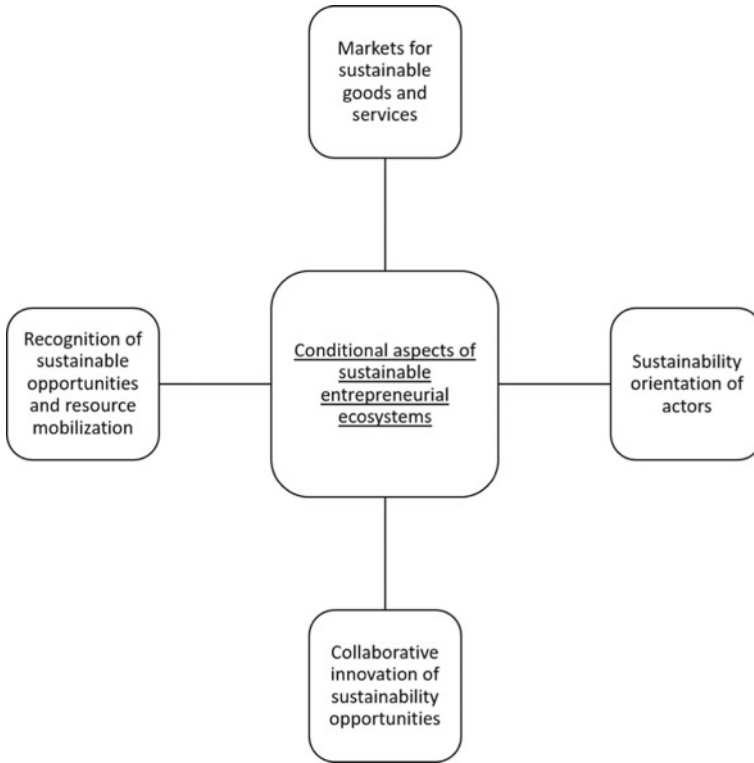 Markets for
sustainable
goods and
services
Recognition of
sustainable
opportunities
and resource
mobilization
Conditional aspects of
sustainable
entrepreneurial
ecosystems
Sustainability
orientation of
actors
Collaborative
innovation of
sustainability
opportunities